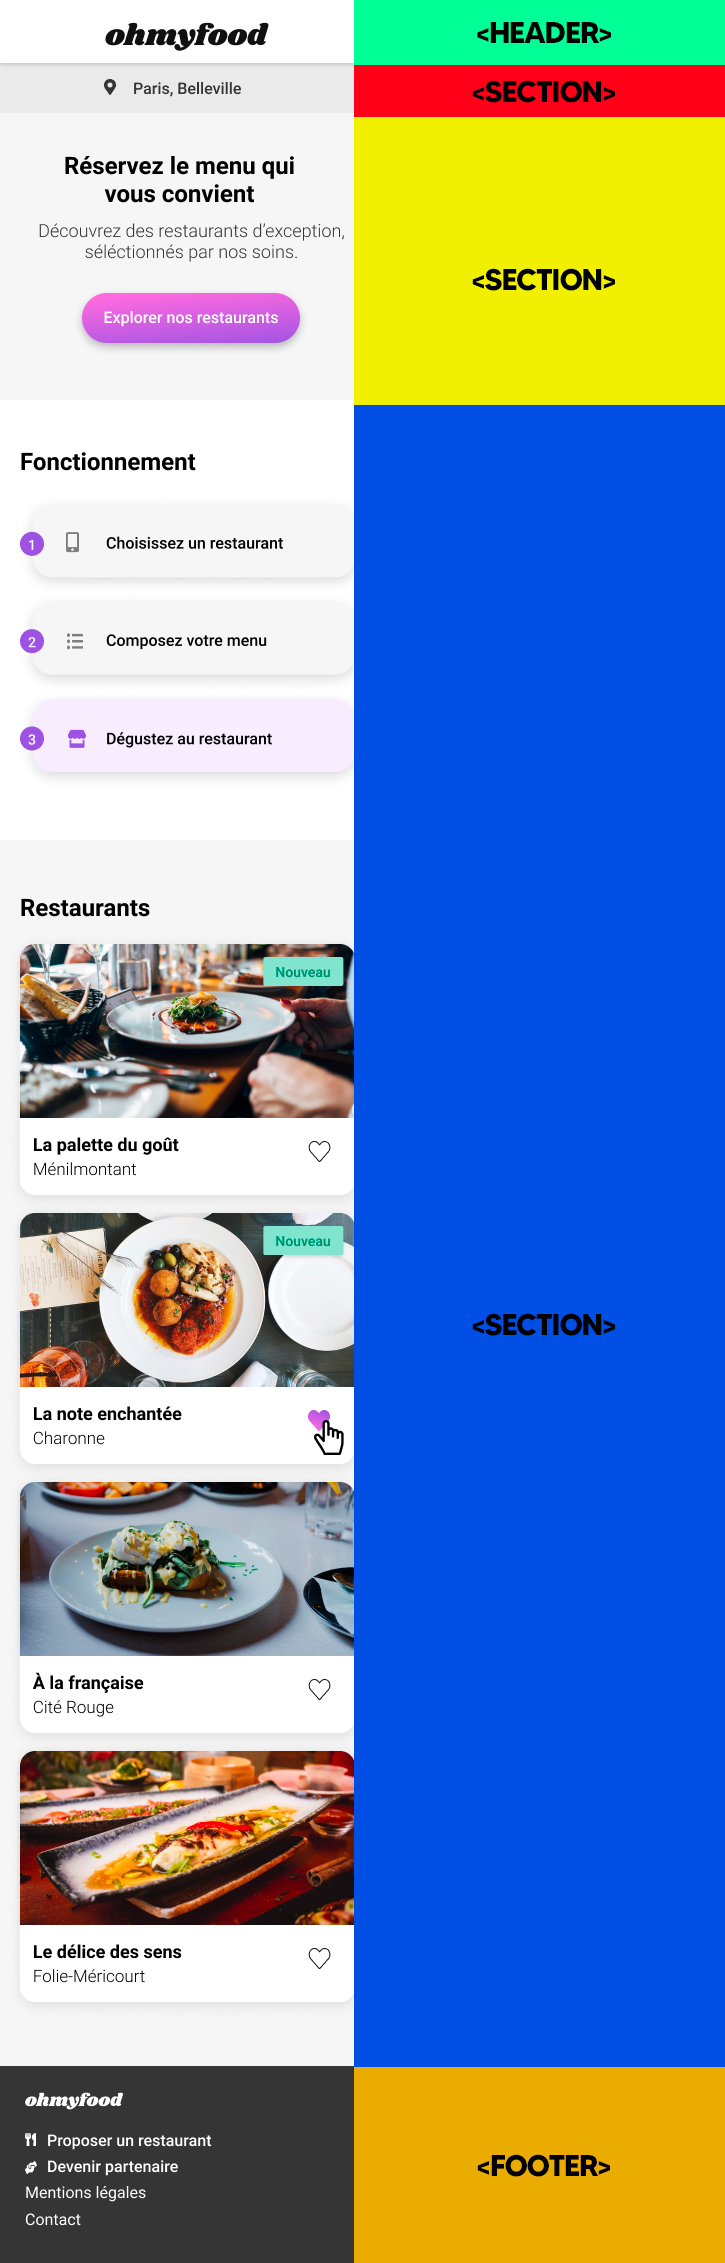 ohmyfood
<HEADER>
Paris, Belleville
<SECTION>
Réservez le menu qui
vous convient
Découvrez des restaurants d’exception,
séléctionnés par nos soins.
<SECTION>
Explorer nos restaurants
Fonctionnement
1 Choisissez un restaurant
2 Composez votre menu
3 Dégustez au restaurant
Restaurants
Nouveau
La palette du goût
Ménilmontant
Nouveau
<SECTION>
La note enchantée
Charonne
À la française
Cité Rouge
Le délice des sens
Folie-Méricourt
ohmyfood
Proposer un restaurant
Devenir partenaire
<FOOTER>
Mentions légales
Contact